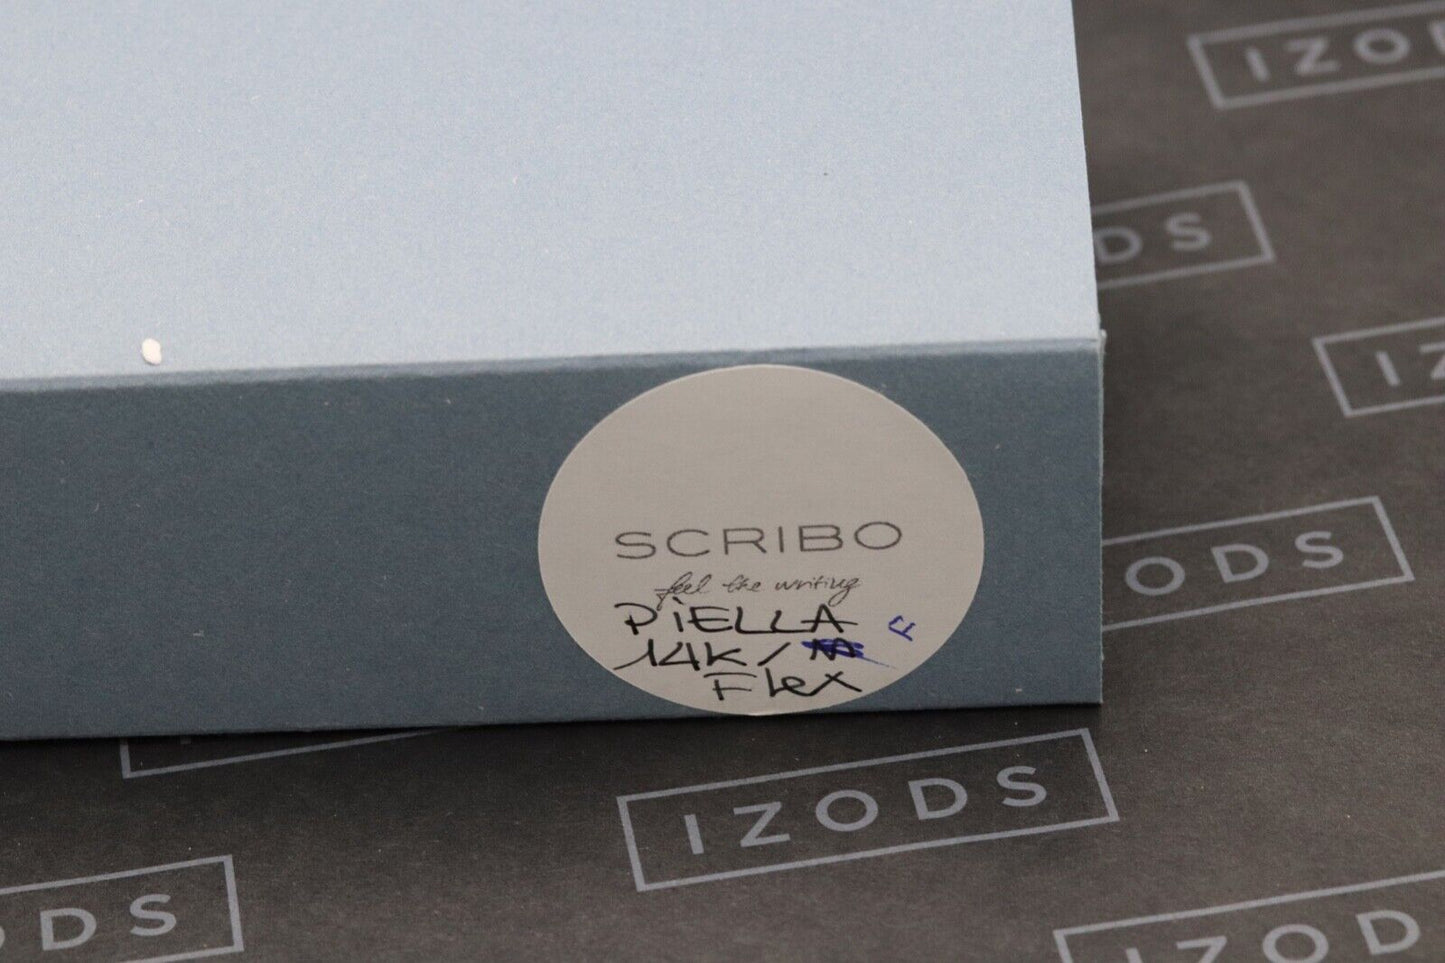 IZO
DS
IZ
SCRIBO
feel the writing
PiELLA
14K/M F
Flex
ODS
IZODS
DS
IZOD